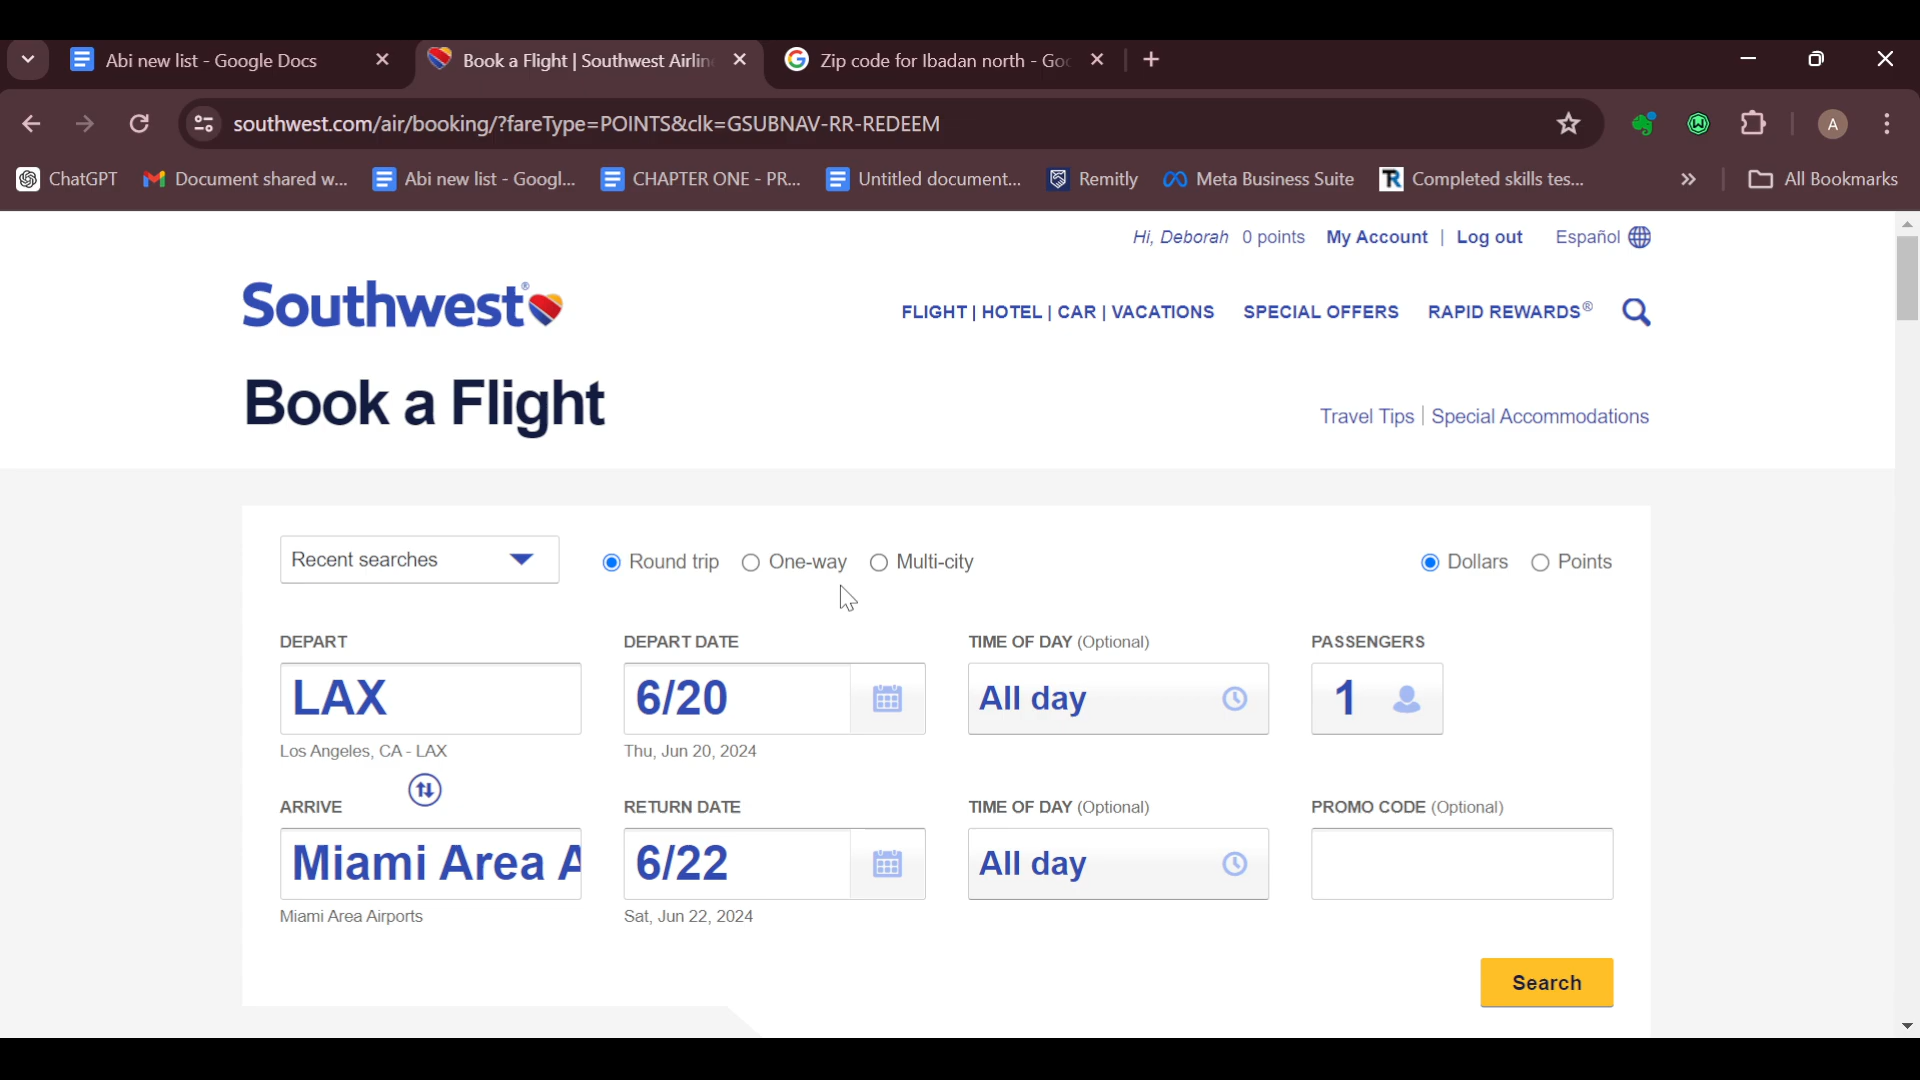 Abi new list - Google Docs
Book a Flight | Southwest Airlin
Zip code for Ibadan north - Goo
southwest.com/air/booking/?fareType=POINTS&clk=GSUBNAV-RR-REDEEM
A
ChatGPT
Document shared w...
Abi new list - Googl...
CHAPTER ONE - PR...
Untitled document...
Remitly
Meta Business Suite
Completed skills tes...
All Bookmarks
Hi, Deborah 0 points My Account | Log out Español
Southwest®
FLIGHT | HOTEL | CAR | VACATIONS SPECIAL OFFERS RAPID REWARDS®
Book a Flight
Travel Tips | Special Accommodations
Recent searches
Round trip One-way Multi-city
Dollars Points
DEPART
DEPART DATE
TIME OF DAY (Optional)
PASSENGERS
LAX
6/20
All day
1
Los Angeles, CA - LAX
Thu, Jun 20, 2024
ARRIVE
RETURN DATE
TIME OF DAY (Optional)
PROMO CODE (Optional)
Miami Area A
6/22
All day
Miami Area Airports
Sat, Jun 22, 2024
Search